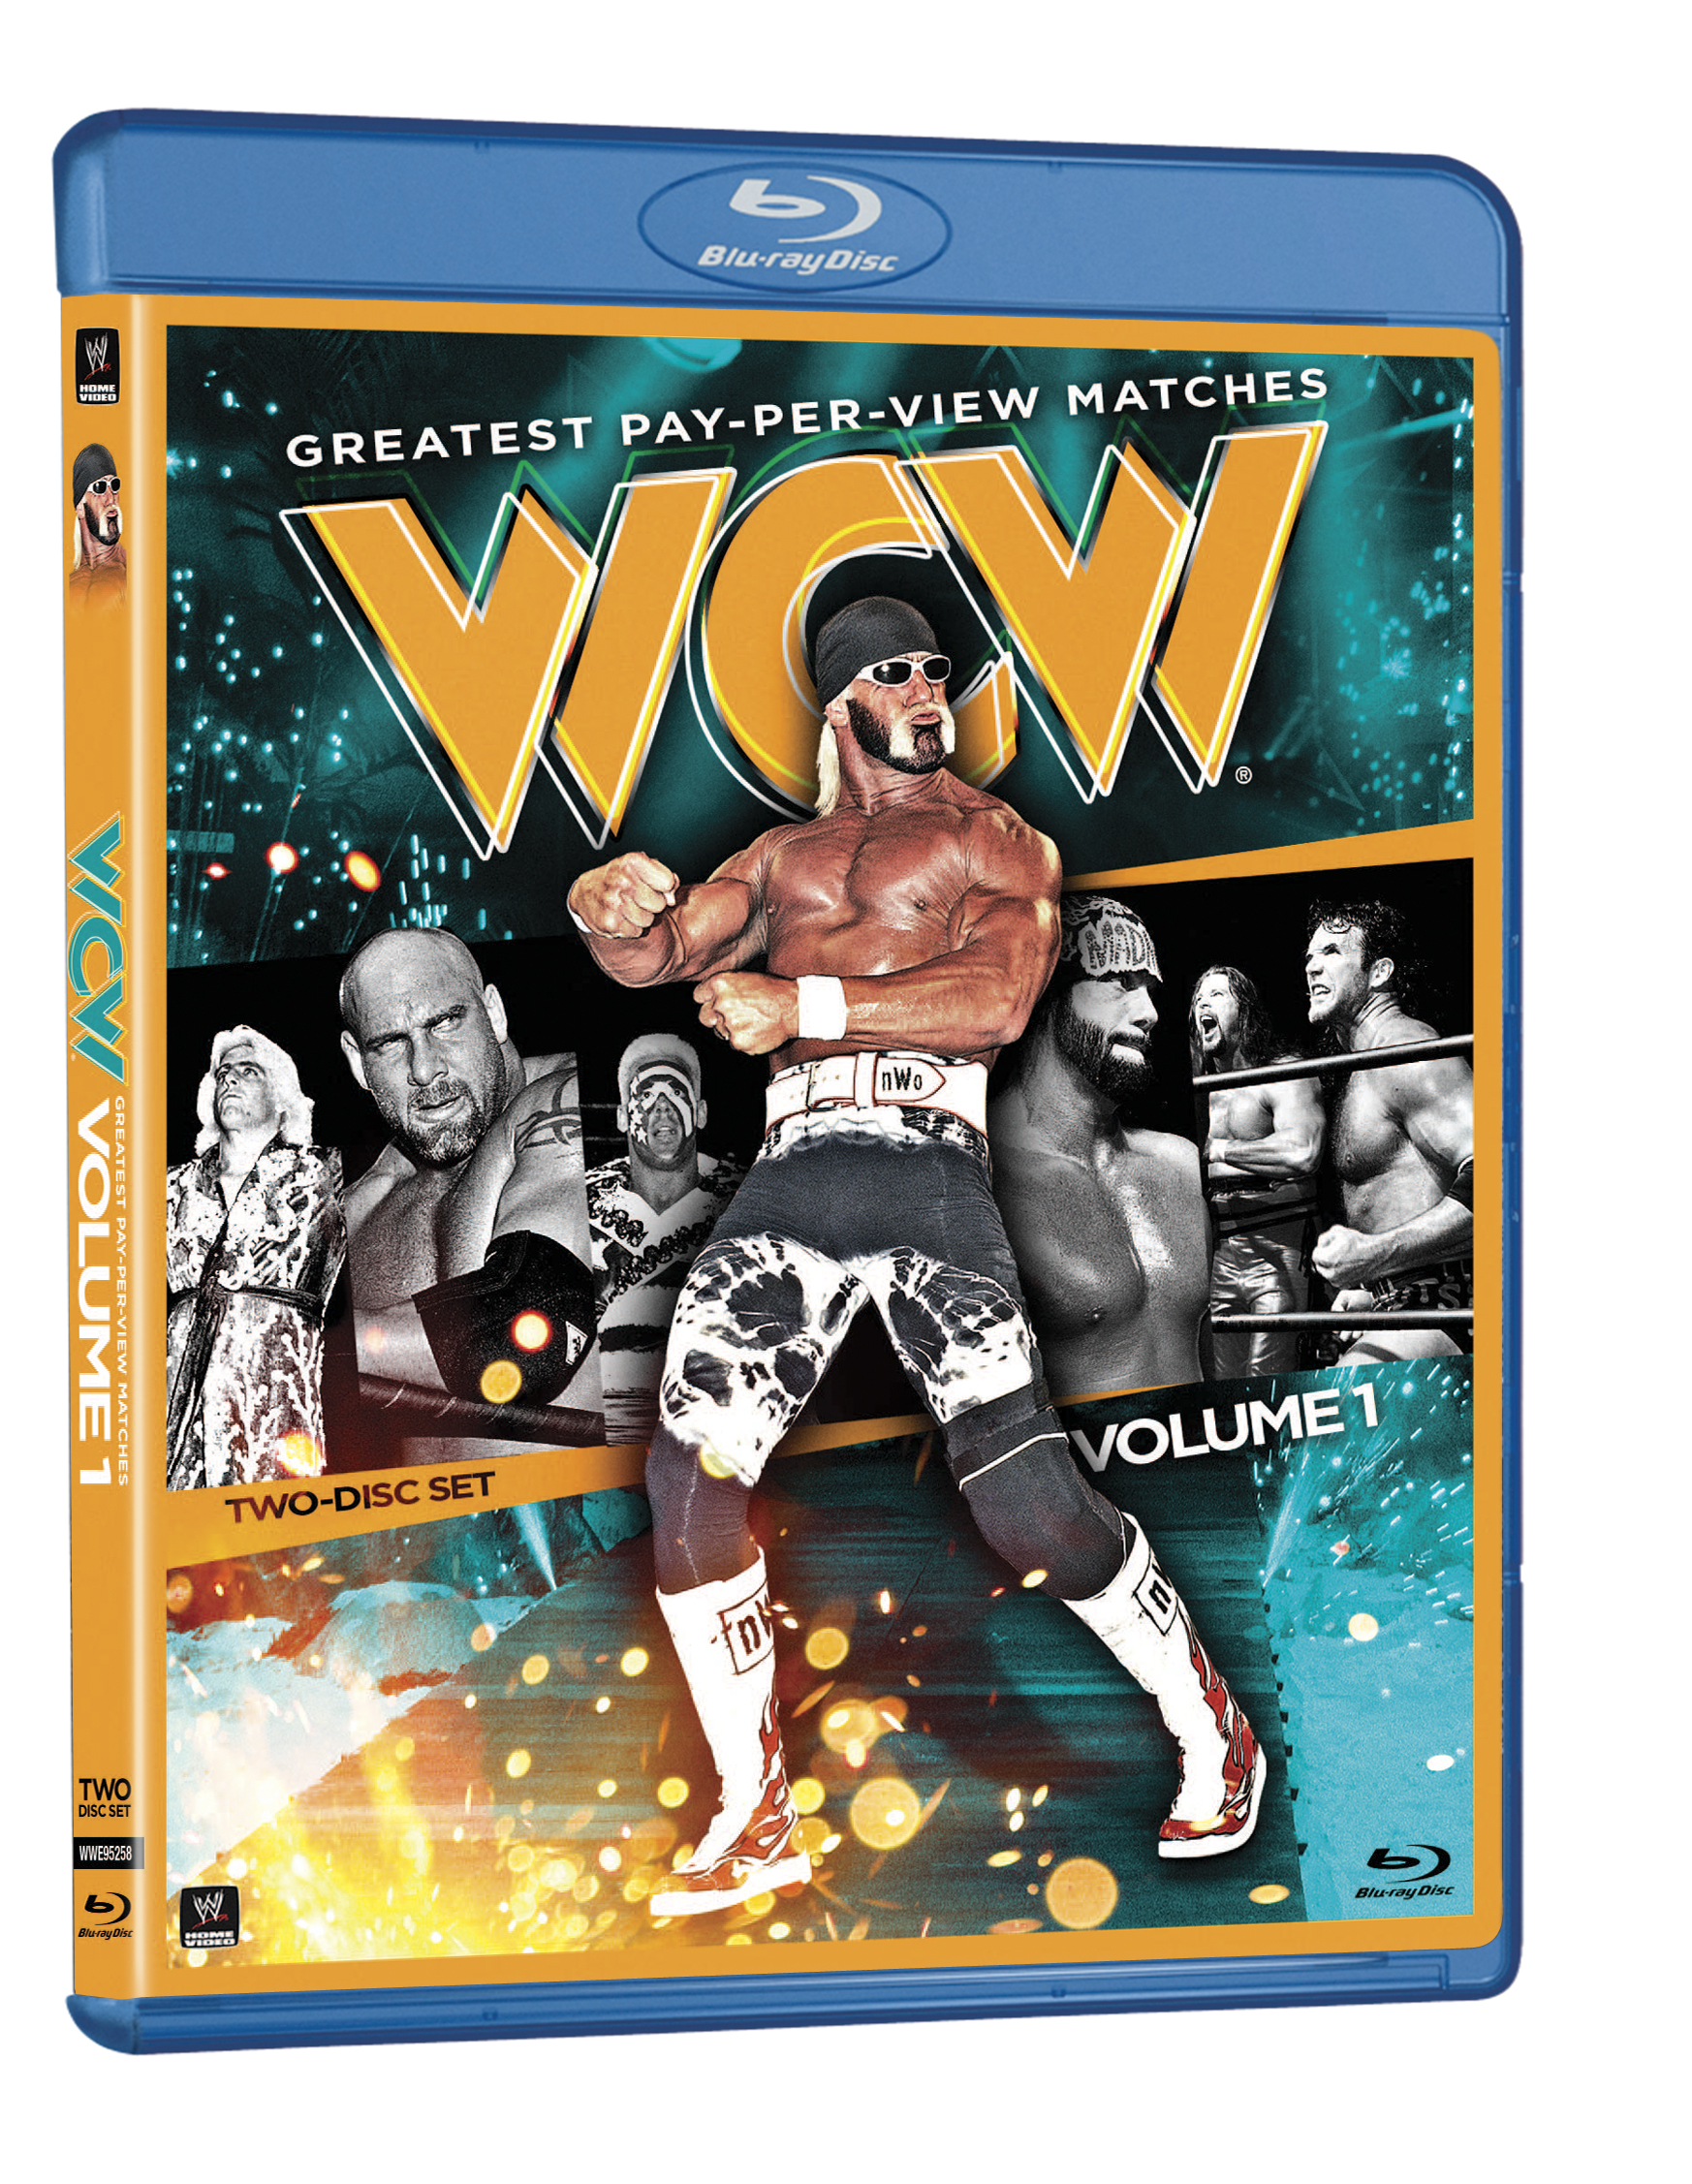 Blu-ray Disc
GREATEST PAY-PER-VIEW MATCHES
WCW®
nWo
TWO-DISC SET
VOLUME 1
Blu-ray Disc
W
HOME
VIDEO
W
HOME
VIDEO
WCW
GREATEST PAY-PER-VIEW MATCHES
VOLUME 1
TWO
DISC SET
WWE95258
Blu-ray Disc